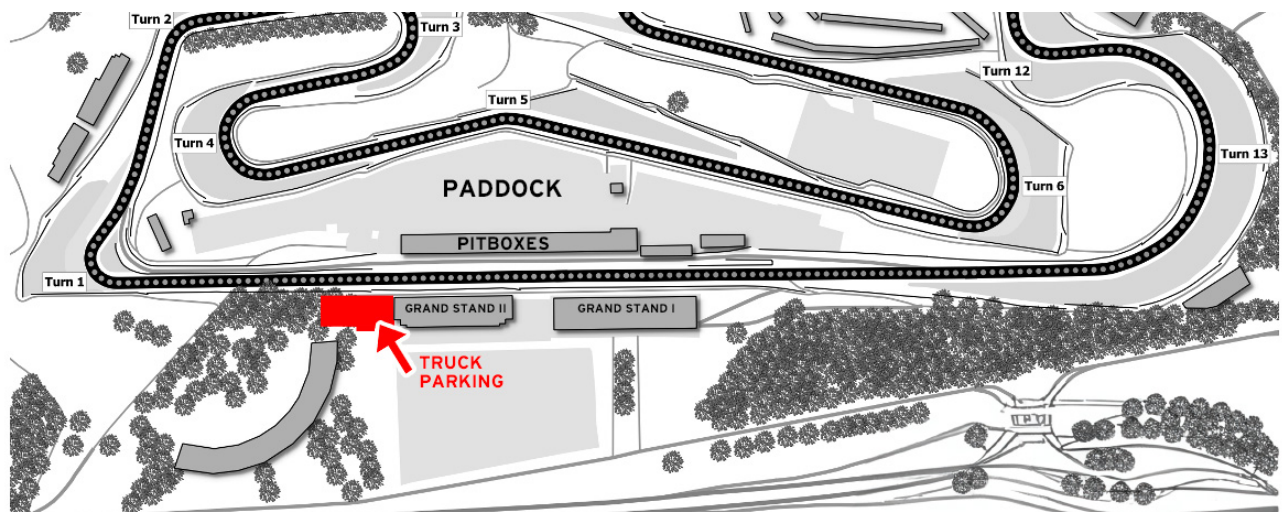 Turn 2
Turn 3
Turn 12
Turn 5
Turn 4
Turn 13
Turn 6
PADDOCK
PITBOXES
Turn 1
GRAND STAND II
GRAND STAND I
TRUCK
PARKING